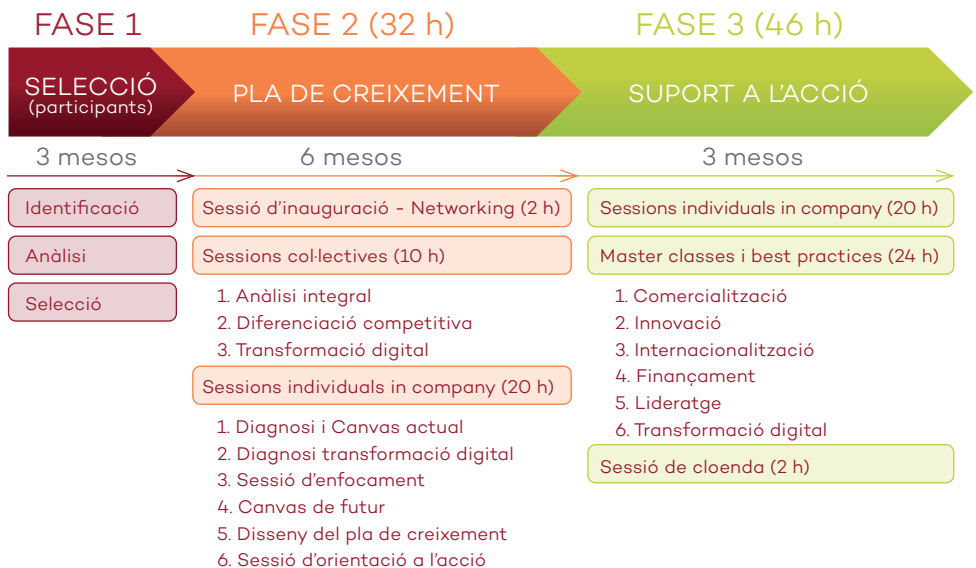 FASE 1
SELECCIÓ
(participants)
3 mesos
Identificació
Anàlisi
Selecció
FASE 2 (32 h)
PLA DE CREIXEMENT
6 mesos
Sessió d'inauguració - Networking (2 h)
Sessions col·lectives (10 h)
1. Anàlisi integral
2. Diferenciació competitiva
3. Transformació digital
Sessions individuals in company (20 h)
1. Diagnosi i Canvas actual
2. Diagnosi transformació digital
3. Sessió d'enfocament
4. Canvas de futur
5. Disseny del pla de creixement
6. Sessió d'orientació a l'acció
FASE 3 (46 h)
SUPORT A L'ACCIÓ
3 mesos
Sessions individuals in company (20 h)
Master classes i best practices (24 h)
1. Comercialització
2. Innovació
3. Internacionalització
4. Finançament
5. Lideratge
6. Transformació digital
Sessió de cloenda (2 h)